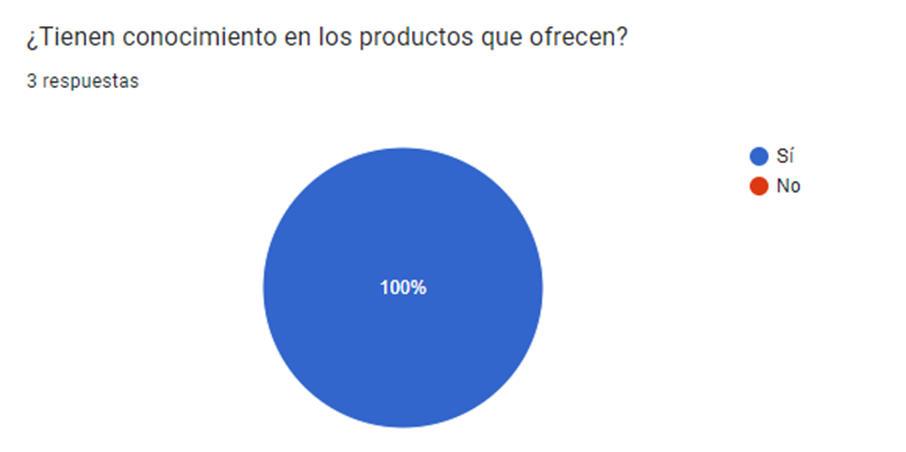 ¿Tienen conocimiento en los productos que ofrecen?
3 respuestas
Sí
No
100%